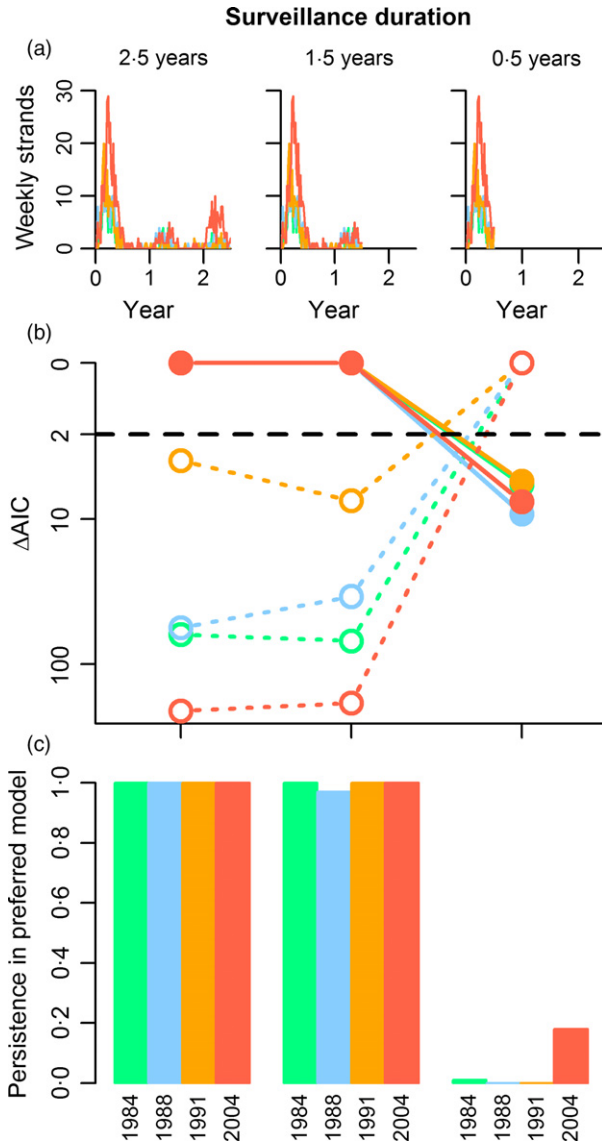 Surveillance duration
(a)
2·5 years 1·5 years 0·5 years
Weekly strands
30
20
10
0
0 1 2 0 1 2 0 1 2
Year Year Year
(b)
ΔAIC
0
2
10
100
(c)
Persistence in preferred model
1·0
0·8
0·6
0·4
0·2
0·0
1984 1988 1991 2004 1984 1988 1991 2004 1984 1988 1991 2004